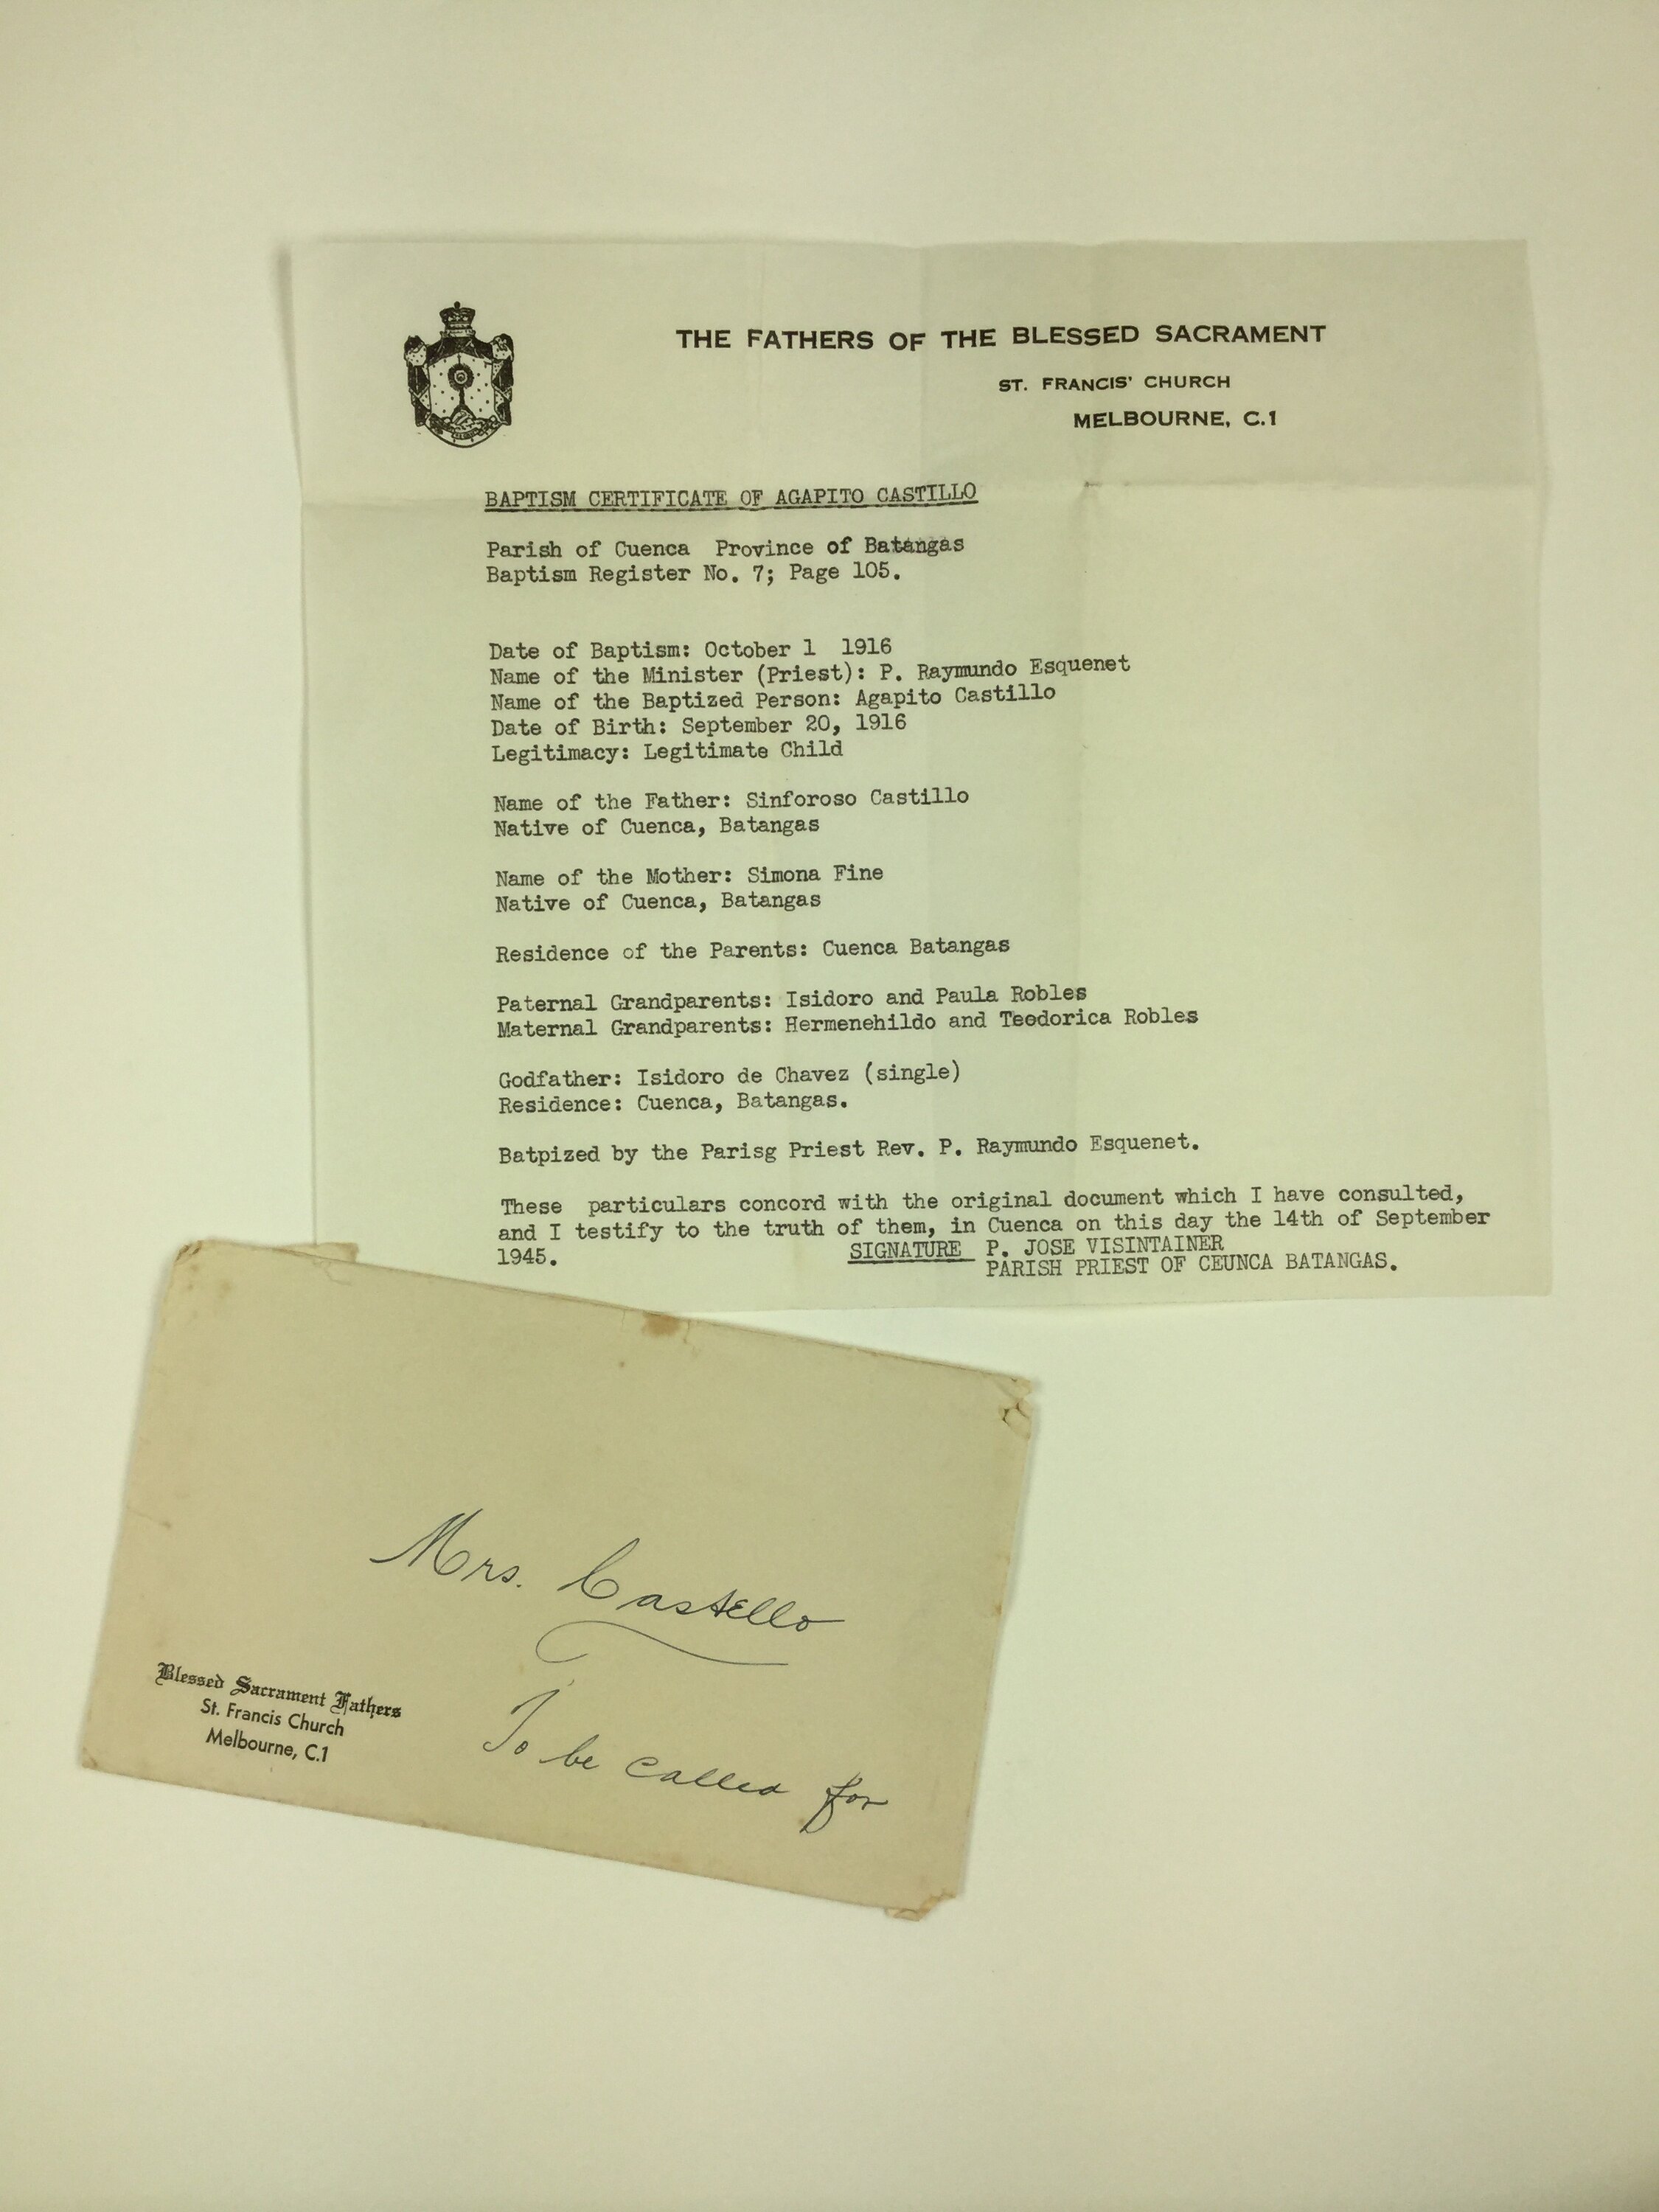 THE FATHERS OF THE BLESSED SACRAMENT
ST. FRANCIS' CHURCH
MELBOURNE, C.1
BAPTISM CERTIFICATE OF AGAPITO CASTILLO
Parish of Cuenca  Province of Batangas
Baptism Register No. 7; Page 105.
Date of Baptism: October 1  1916
Name of the Minister (Priest): P. Raymundo Esquenet
Name of the Baptized Person: Agapito Castillo
Date of Birth: September 20, 1916
Legitimacy: Legitimate Child
Name of the Father: Sinforoso Castillo
Native of Cuenca, Batangas
Name of the Mother: Simona Fine
Native of Cuenca, Batangas
Residence of the Parents: Cuenca Batangas
Paternal Grandparents: Isidoro and Paula Robles
Maternal Grandparents: Hermenehildo and Teodorica Robles
Godfather: Isidoro de Chavez (single)
Residence: Cuenca, Batangas.
Batpized by the Parisg Priest Rev. P. Raymundo Esquenet.
These  particulars concord with the original document which I have consulted,
and I testify to the truth of them, in Cuenca on this day the 14th of September
1945. SIGNATURE P. JOSE VISINTAINER
PARISH PRIEST OF CEUNCA BATANGAS.
Mrs. Castello
To be called for
Blessed Sacrament Fathers
St. Francis Church
Melbourne, C.1